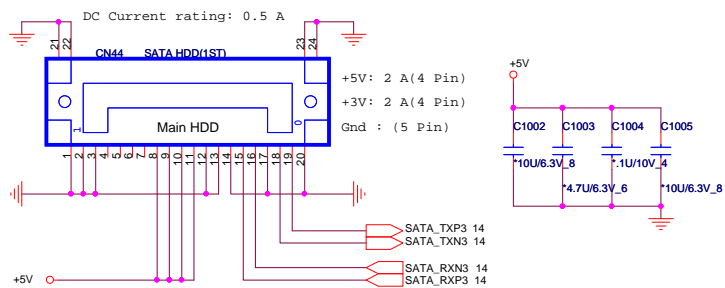 DC Current rating: 0.5 A
21
22
23
24
CN44 SATA HDD(1ST)
+5V: 2 A(4 Pin)
+3V: 2 A(4 Pin)
Gnd : (5 Pin)
Main HDD
1
0
1
2
3
4
5
6
7
8
9
10
11
12
13
14
15
16
17
18
19
20
SATA_TXP3 14
SATA_TXN3 14
SATA_RXN3 14
SATA_RXP3 14
+5V
+5V
C1002
C1003
C1004
C1005
*10U/6.3V_8
*.1U/10V_4
*4.7U/6.3V_6
*10U/6.3V_8